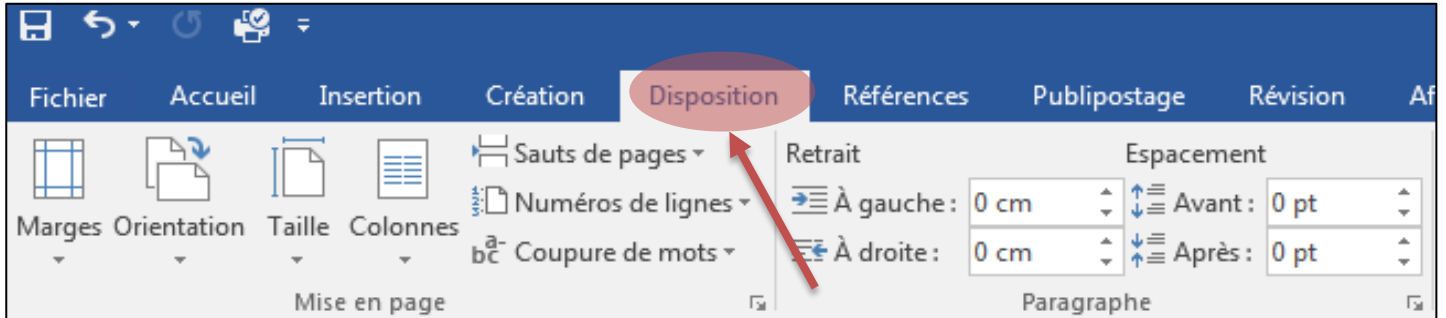 Fichier Accueil Insertion Création Disposition Références Publipostage Révision Af
Sauts de pages Retrait Espacement
Numéros de lignes À gauche : 0 cm Avant : 0 pt
Marges Orientation Taille Colonnes
Coupure de mots À droite : 0 cm Après : 0 pt
Mise en page Paragraphe